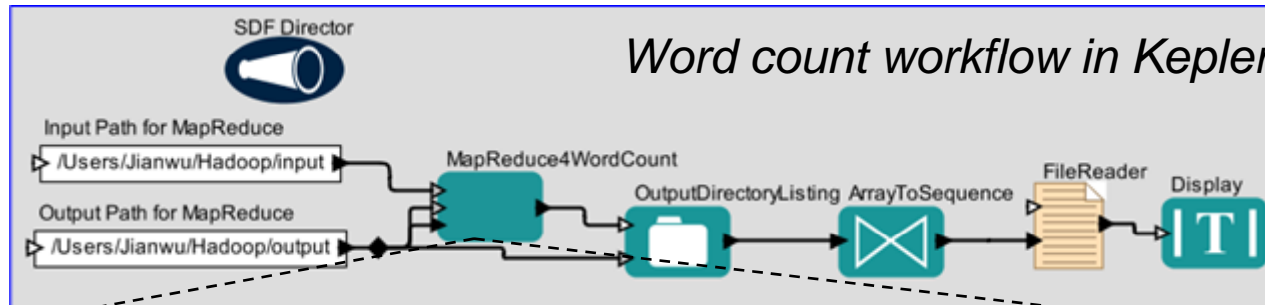 SDF Director
Word count workflow in Kepler
Input Path for MapReduce
/Users/Jianwu/Hadoop/input
MapReduce4WordCount
OutputDirectoryListing
ArrayToSequence
FileReader
Display
Output Path for MapReduce
/Users/Jianwu/Hadoop/output
T